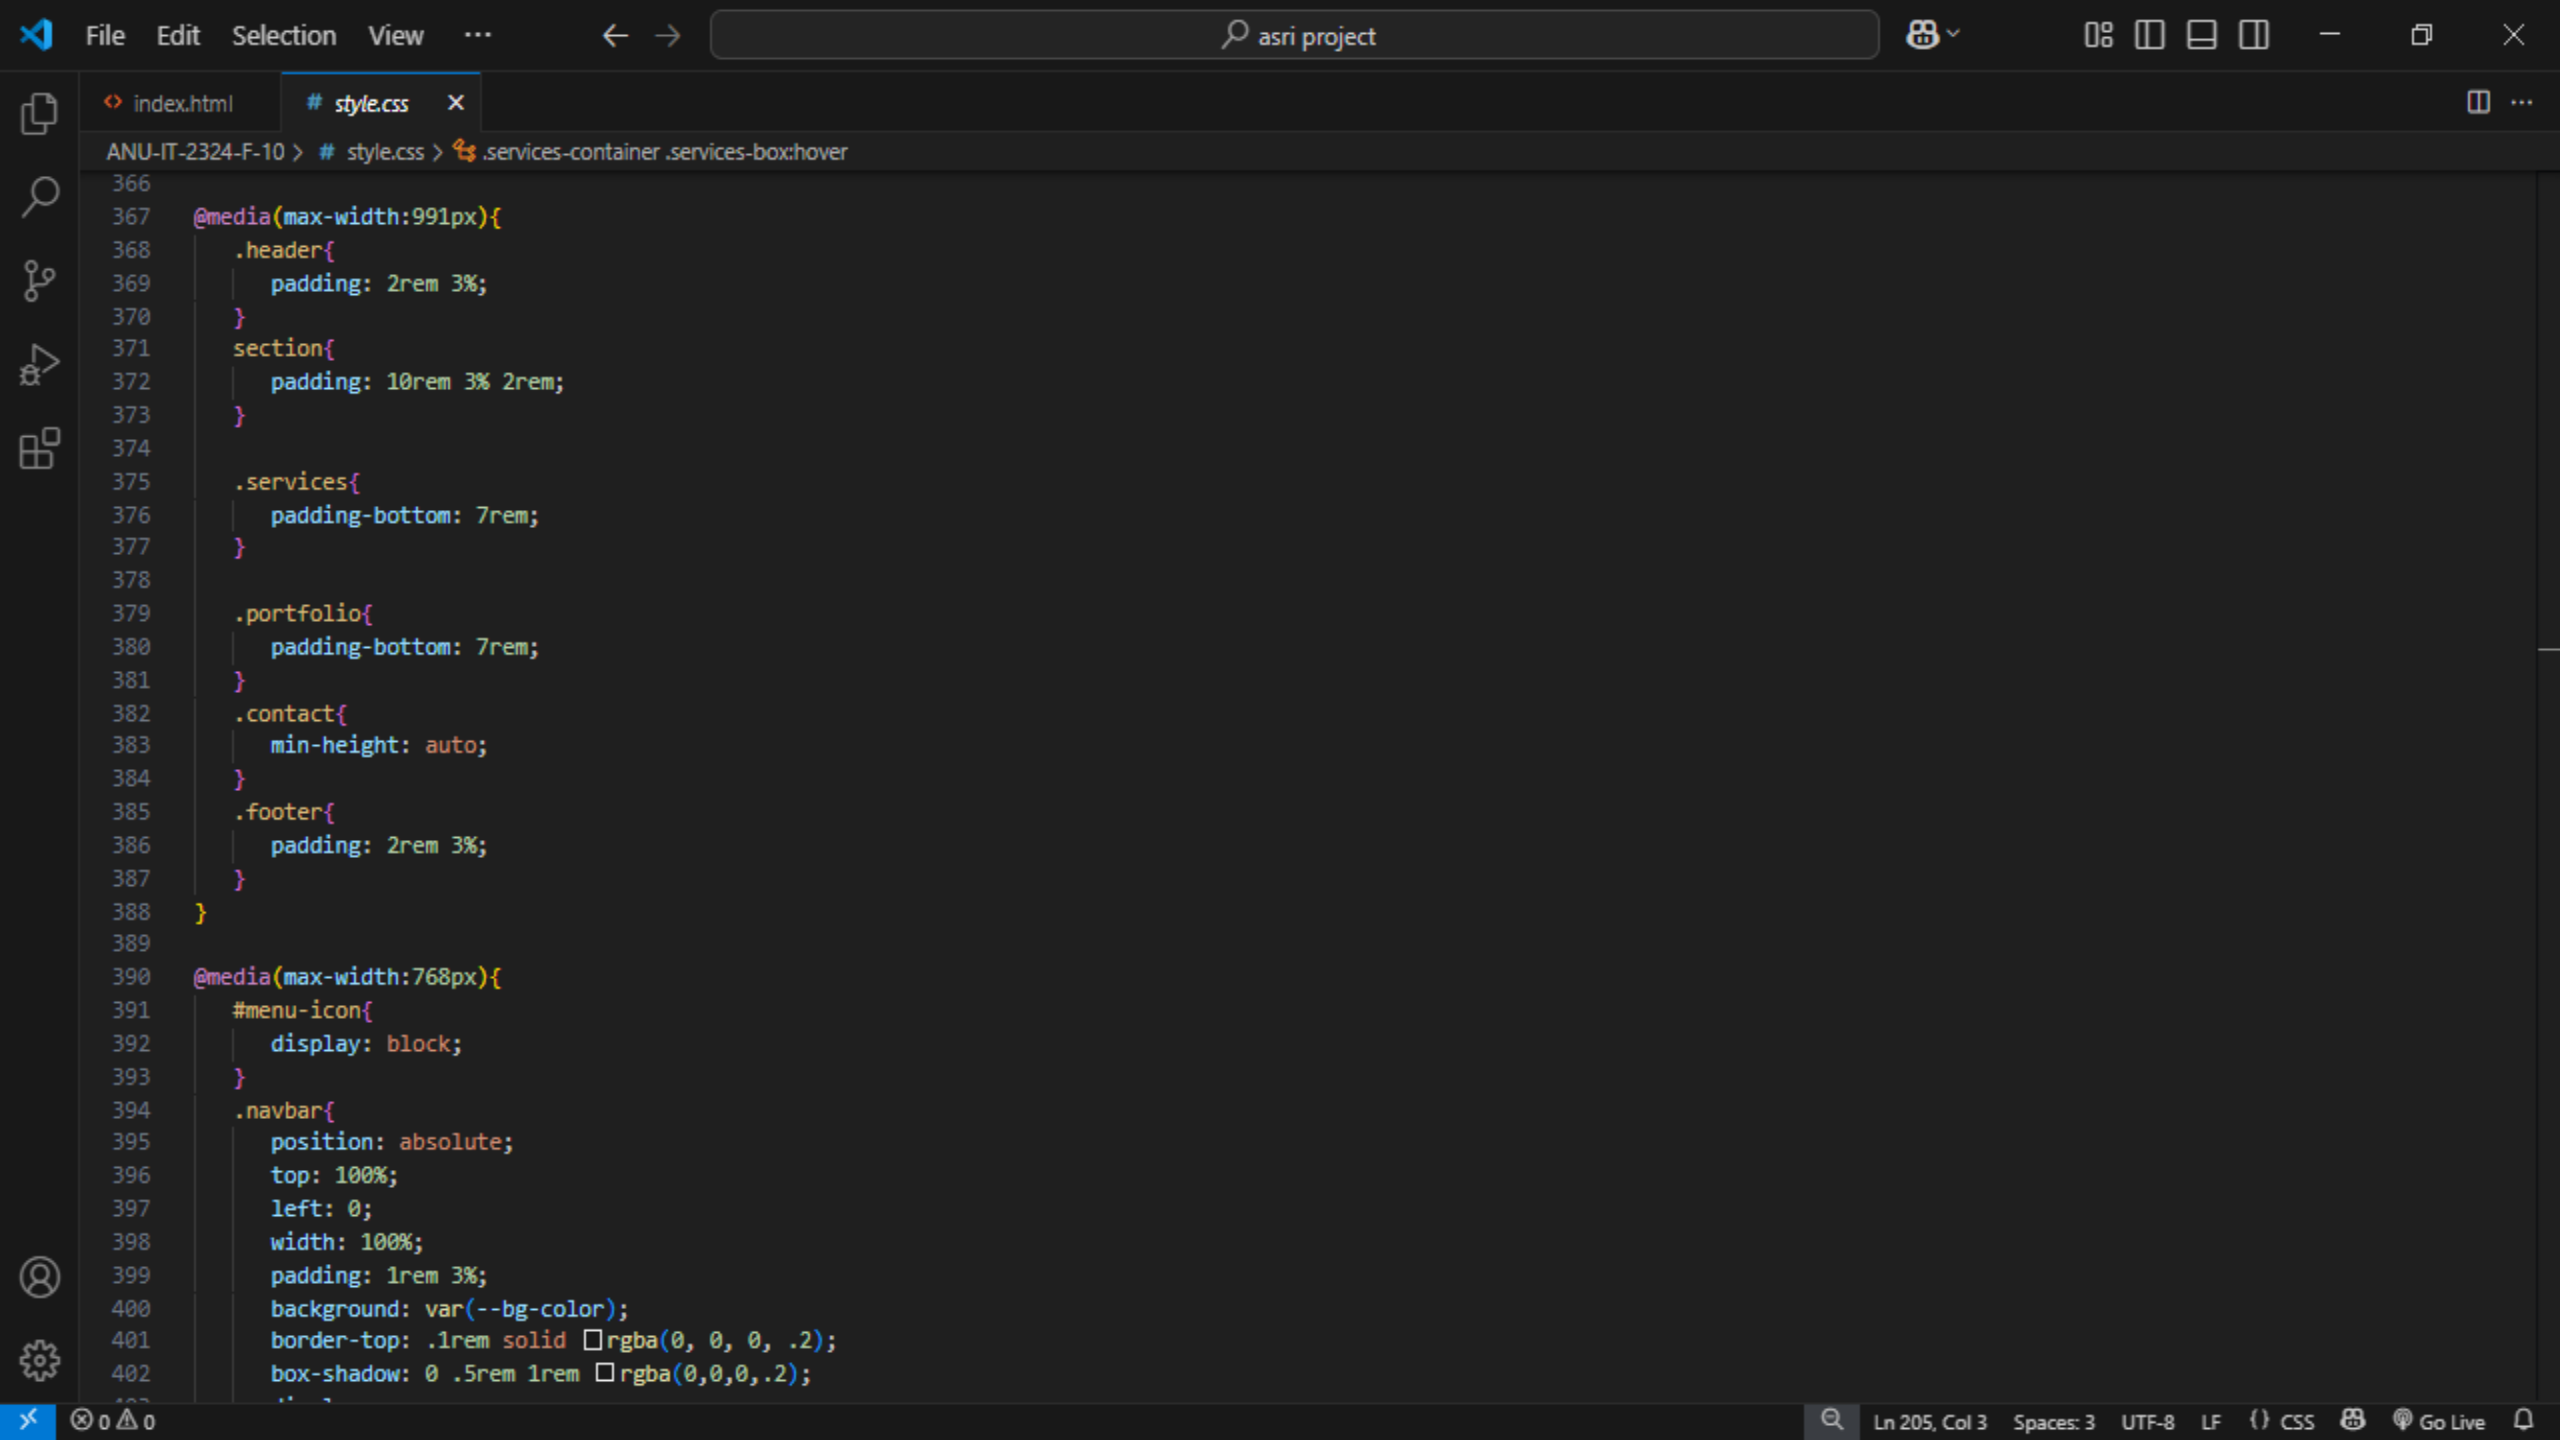 File Edit Selection View ··· asri project
index.html # style.css
ANU-IT-2324-F-10 > # style.css > .services-container .services-box:hover
366
367 @media(max-width:991px){
368 .header{
369 padding: 2rem 3%;
370 }
371 section{
372 padding: 10rem 3% 2rem;
373 }
374
375 .services{
376 padding-bottom: 7rem;
377 }
378
379 .portfolio{
380 padding-bottom: 7rem;
381 }
382 .contact{
383 min-height: auto;
384 }
385 .footer{
386 padding: 2rem 3%;
387 }
388 }
389
390 @media(max-width:768px){
391 #menu-icon{
392 display: block;
393 }
394 .navbar{
395 position: absolute;
396 top: 100%;
397 left: 0;
398 width: 100%;
399 padding: 1rem 3%;
400 background: var(--bg-color);
401 border-top: .1rem solid rgba(0, 0, 0, .2);
402 box-shadow: 0 .5rem 1rem rgba(0,0,0,.2);
0 0 Ln 205, Col 3 Spaces: 3 UTF-8 LF {} CSS Go Live